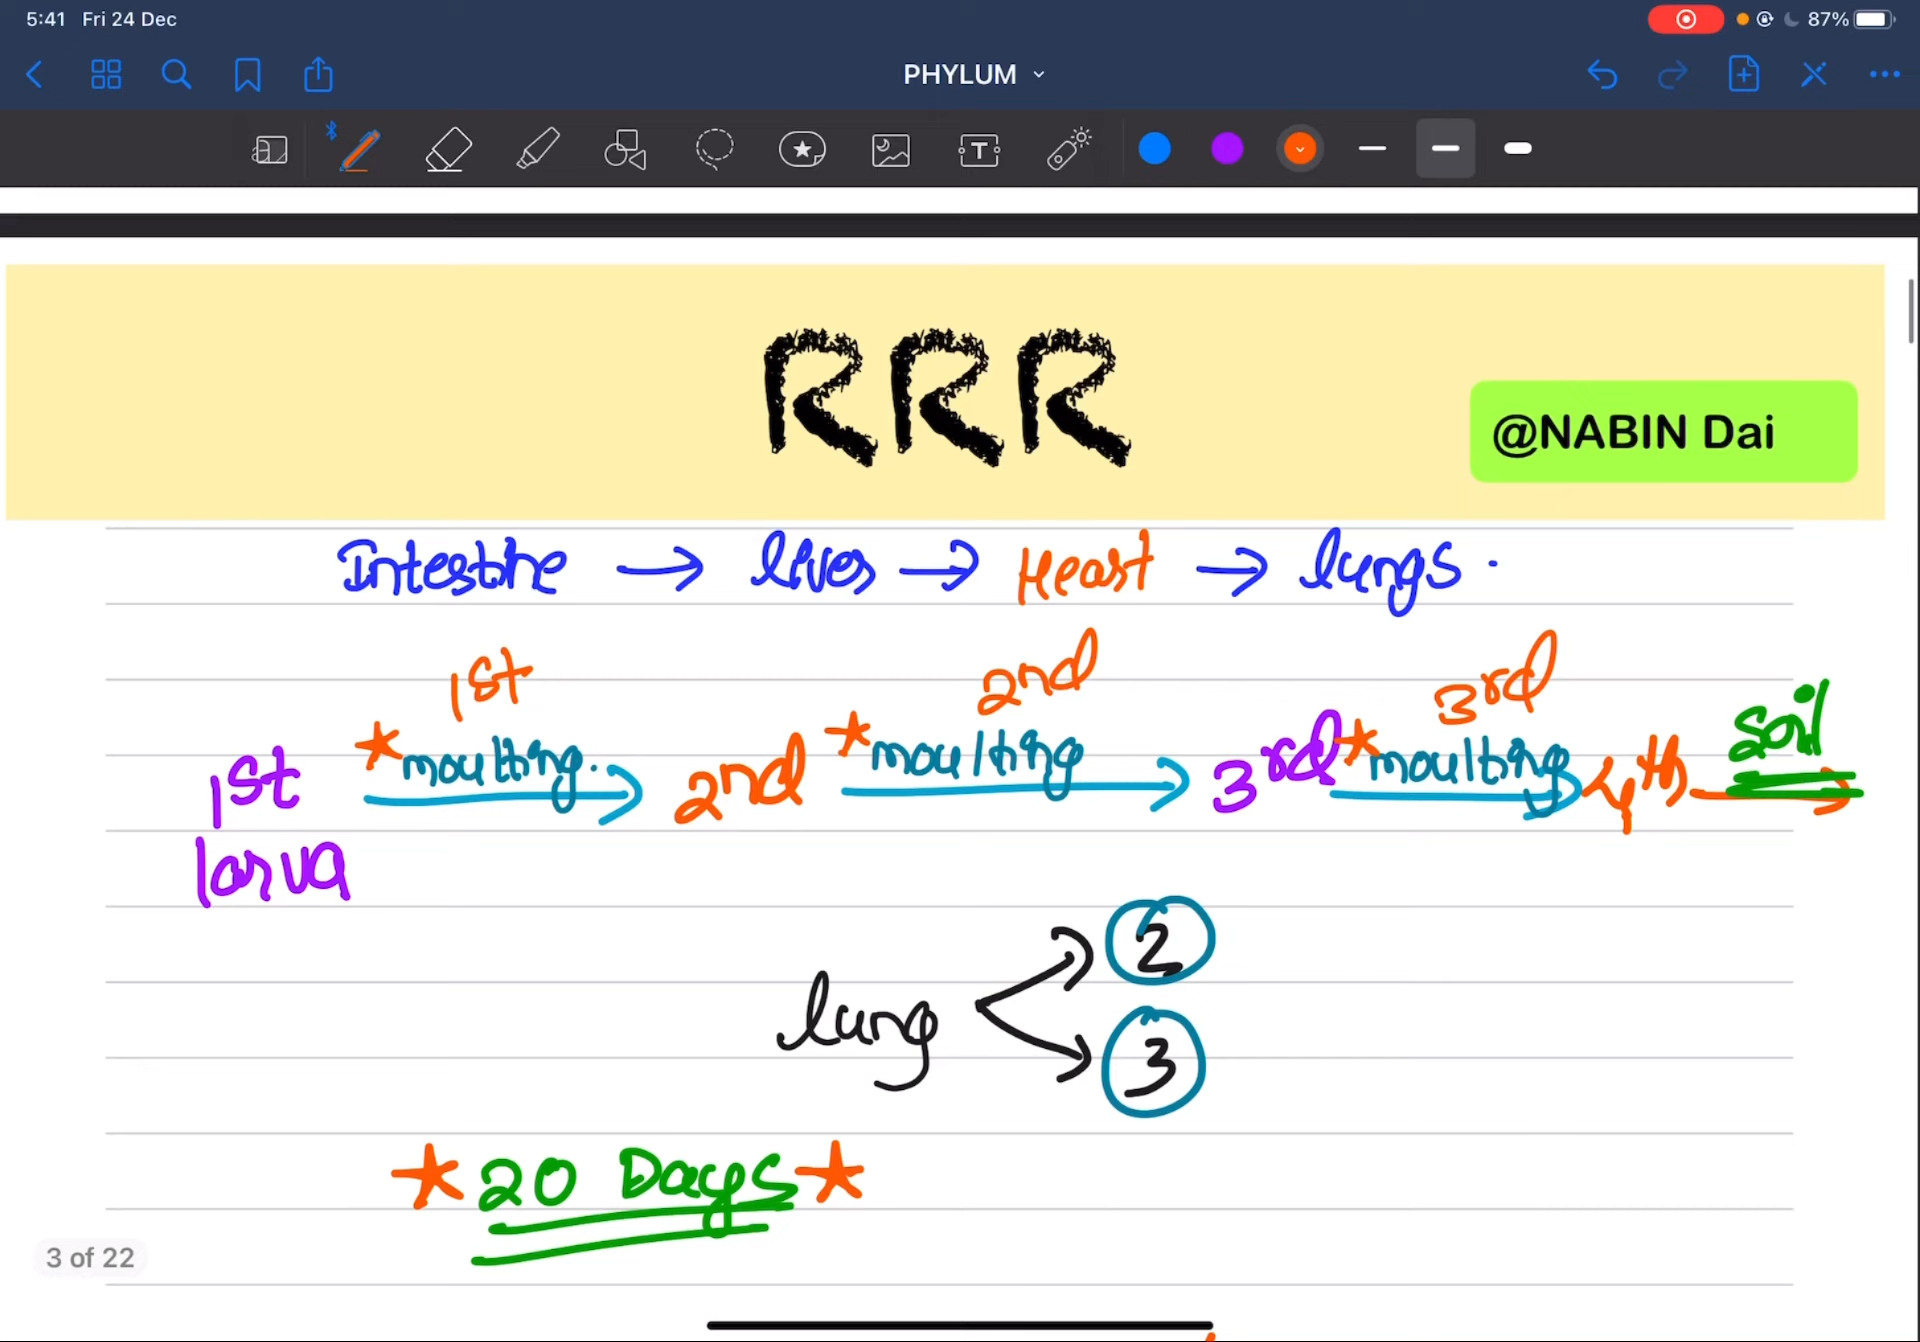 5:41 Fri 24 Dec 87%
PHYLUM
RRR
@NABIN Dai
Intestine → liver → Heart → lungs.
1st 2nd 3rd
1st *moulting. → 2nd *moulting → 3rd *moulting → 4th soil →
larva
2
lung
3
* 20 Days *
3 of 22